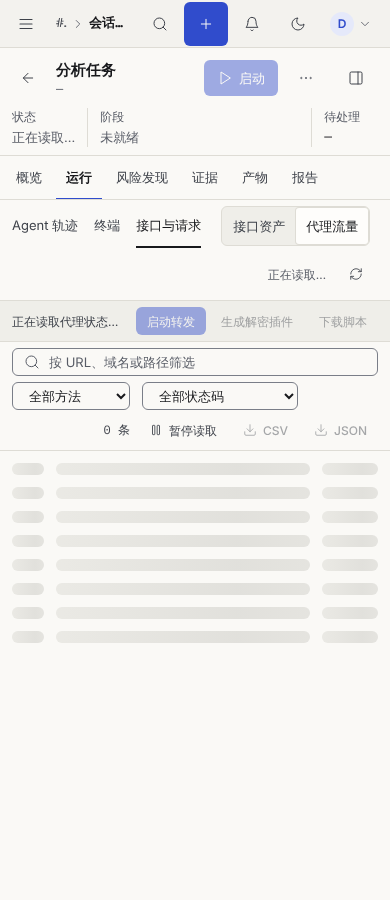 #. 会话...
D
分析任务
–
启动
状态
正在读取...
阶段
未就绪
待处理
–
概览 运行 风险发现 证据 产物 报告
Agent 轨迹 终端 接口与请求 接口资产 代理流量
正在读取...
正在读取代理状态... 启动转发 生成解密插件 下载脚本
按 URL、域名或路径筛选
全部方法 全部状态码
0 条 暂停读取 CSV JSON